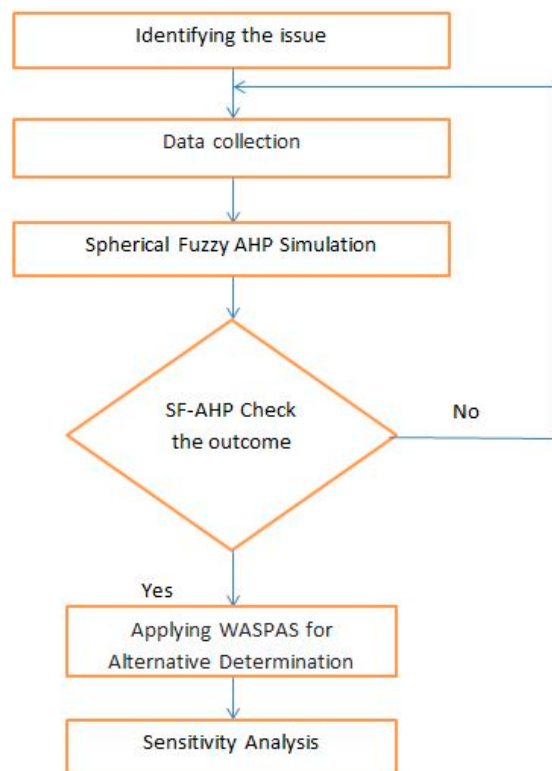 Identifying the issue
Data collection
Spherical Fuzzy AHP Simulation
SF-AHP Check
the outcome
No
Yes
Applying WASPAS for
Alternative Determination
Sensitivity Analysis